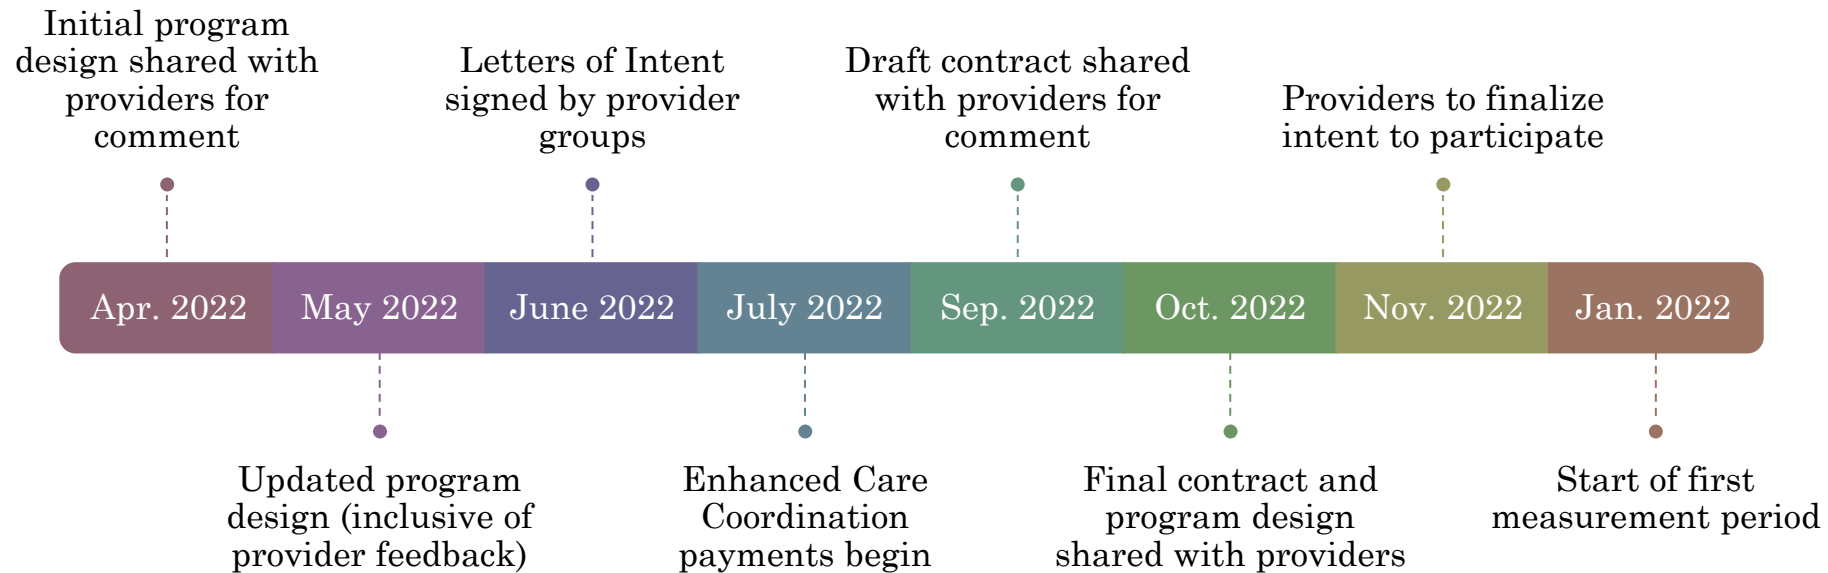 Initial program
design shared with
providers for
comment
Letters of Intent
signed by provider
groups
Draft contract shared
with providers for
comment
Providers to finalize
intent to participate
Apr. 2022
May 2022
June 2022
July 2022
Sep. 2022
Oct. 2022
Nov. 2022
Jan. 2022
Updated program
design (inclusive of
provider feedback)
Enhanced Care
Coordination
payments begin
Final contract and
program design
shared with providers
Start of first
measurement period